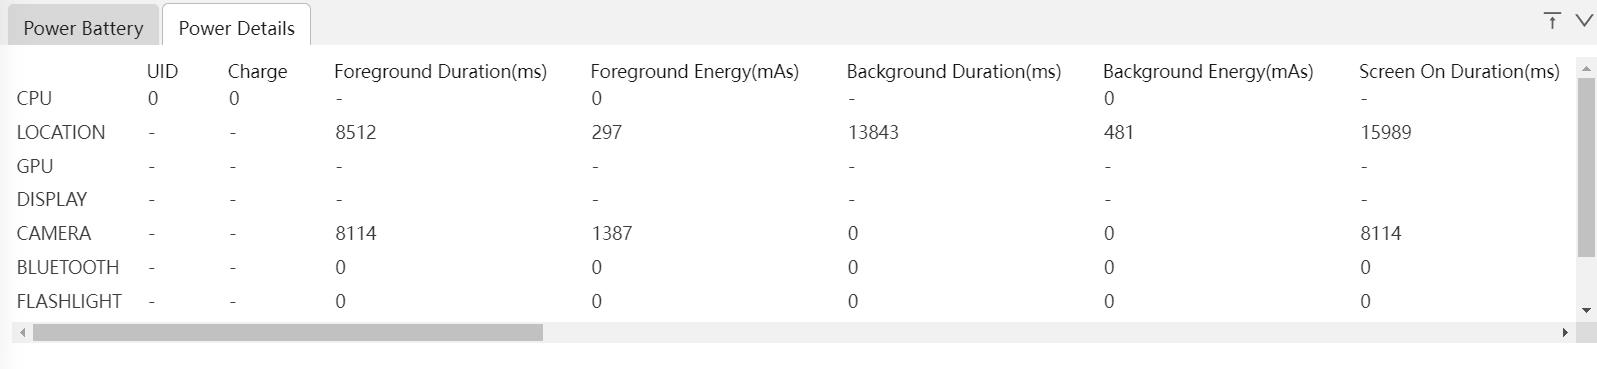 Power Battery Power Details
UID Charge Foreground Duration(ms) Foreground Energy(mAs) Background Duration(ms) Background Energy(mAs) Screen On Duration(ms)
CPU 0 0 - 0 - 0 -
LOCATION - - 8512 297 13843 481 15989
GPU - - - - - - -
DISPLAY - - - - - - -
CAMERA - - 8114 1387 0 0 8114
BLUETOOTH - - 0 0 0 0 0
FLASHLIGHT - - 0 0 0 0 0